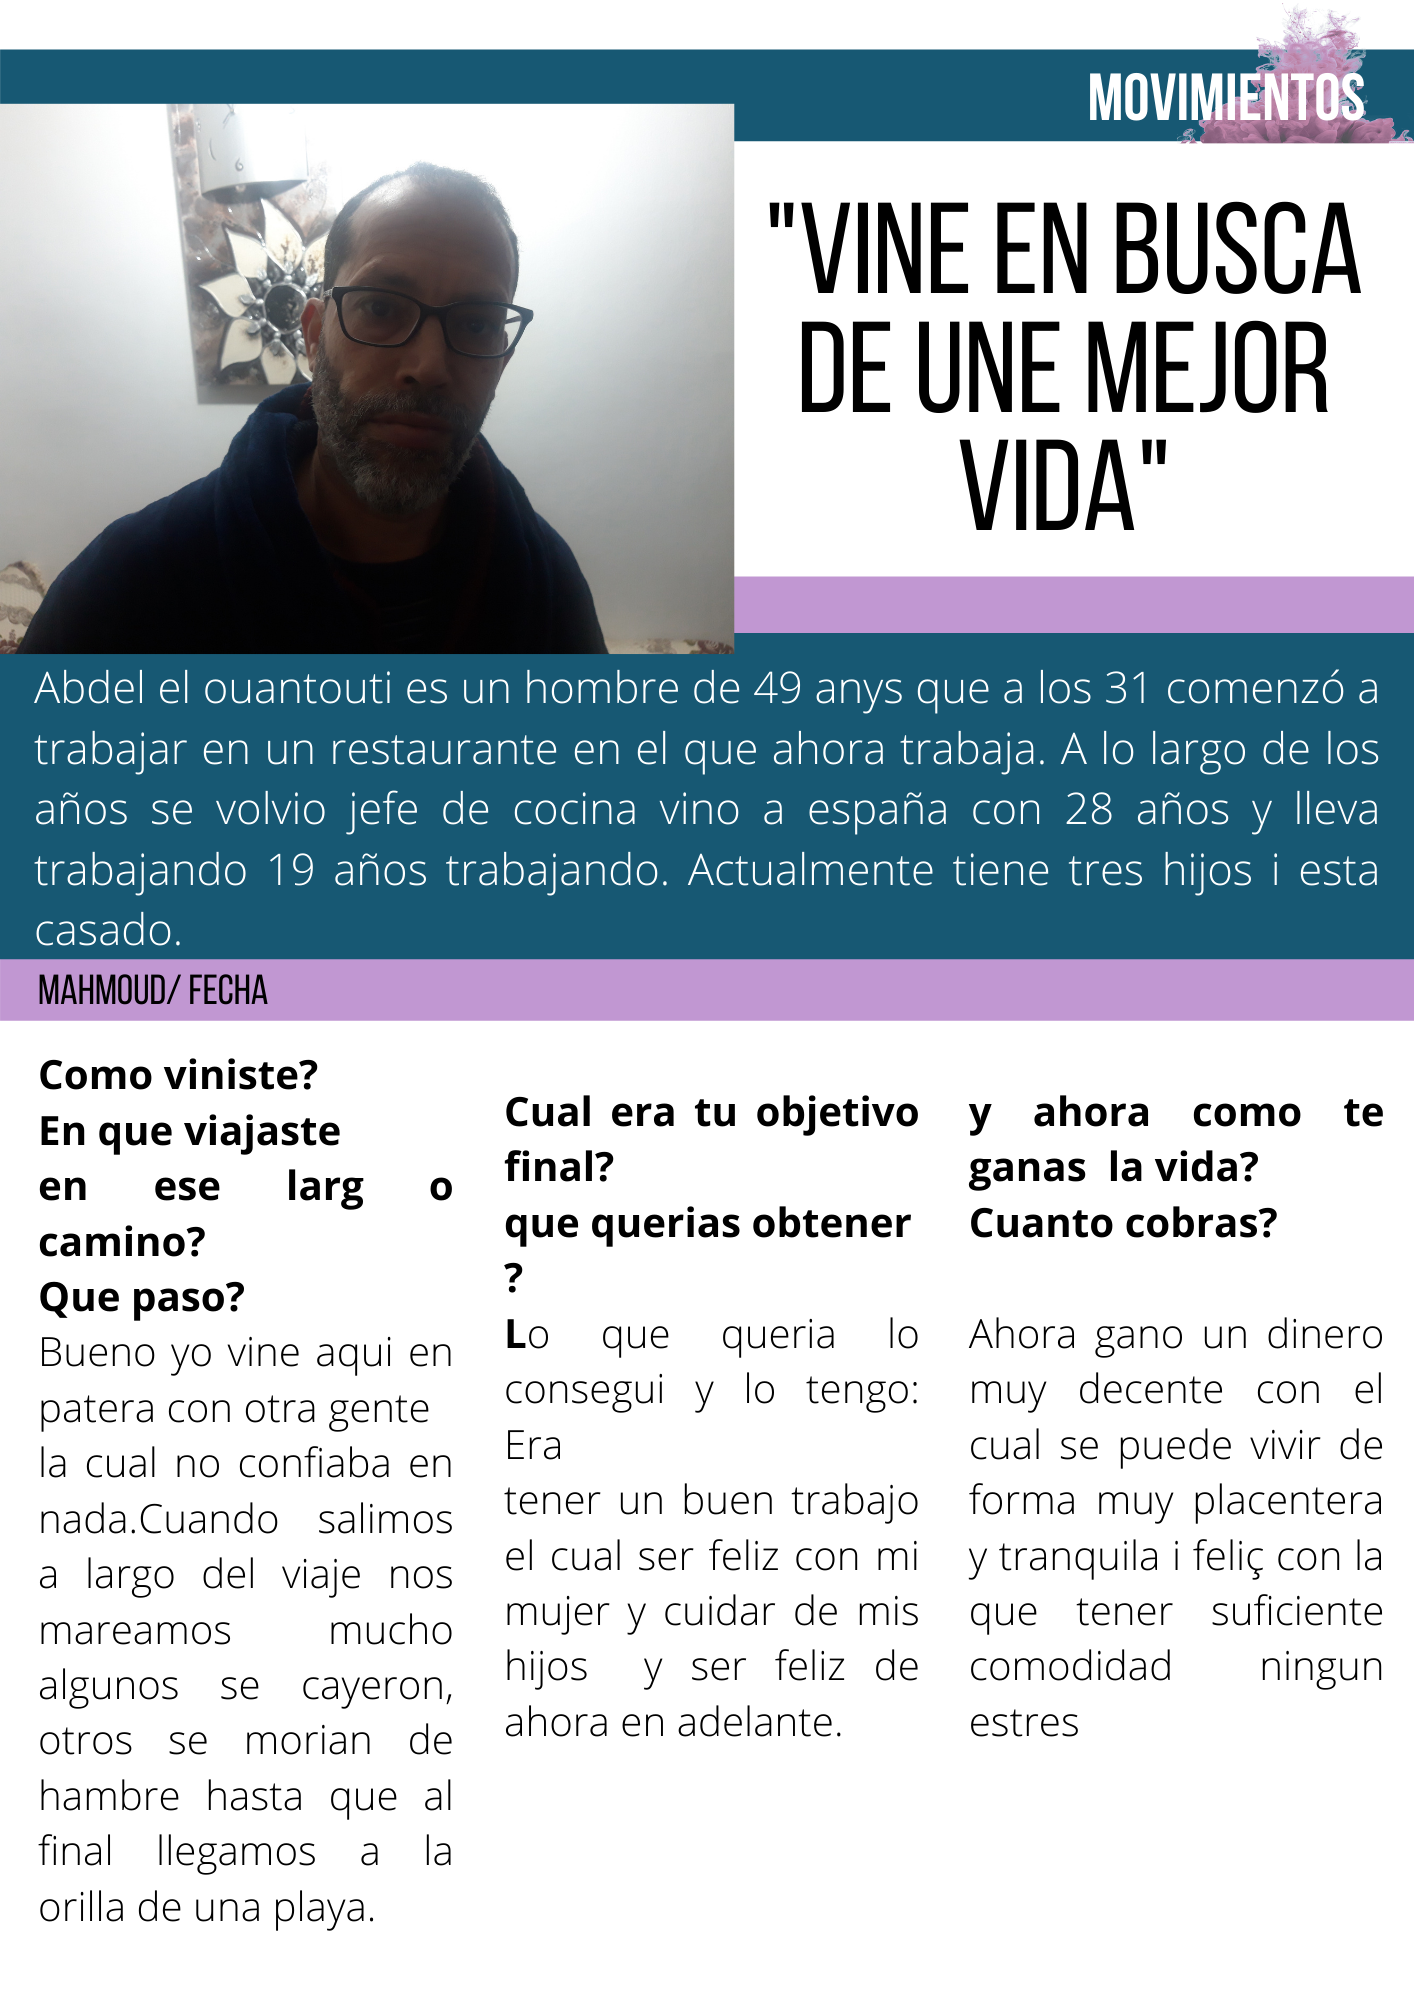 MOVIMIENTOS
"VINE EN BUSCA
DE UNE MEJOR
VIDA"
Abdel el ouantouti es un hombre de 49 anys que a los 31 comenzó a
trabajar en un restaurante en el que ahora trabaja. A lo largo de los
años se volvio jefe de cocina vino a españa con 28 años y lleva
trabajando 19 años trabajando. Actualmente tiene tres hijos i esta
casado.
MAHMOUD/ FECHA
Como viniste?
En que viajaste
en ese larg o
camino?
Que paso?
Bueno yo vine aqui en
patera con otra gente
la cual no confiaba en
nada.Cuando salimos
a largo del viaje nos
mareamos mucho
algunos se cayeron,
otros se morian de
hambre hasta que al
final llegamos a la
orilla de una playa.
Cual era tu objetivo
final?
que querias obtener
?
Lo que queria lo
consegui y lo tengo:
Era
tener un buen trabajo
el cual ser feliz con mi
mujer y cuidar de mis
hijos y ser feliz de
ahora en adelante.
y ahora como te
ganas la vida?
Cuanto cobras?
Ahora gano un dinero
muy decente con el
cual se puede vivir de
forma muy placentera
y tranquila i feliç con la
que tener suficiente
comodidad ningun
estres